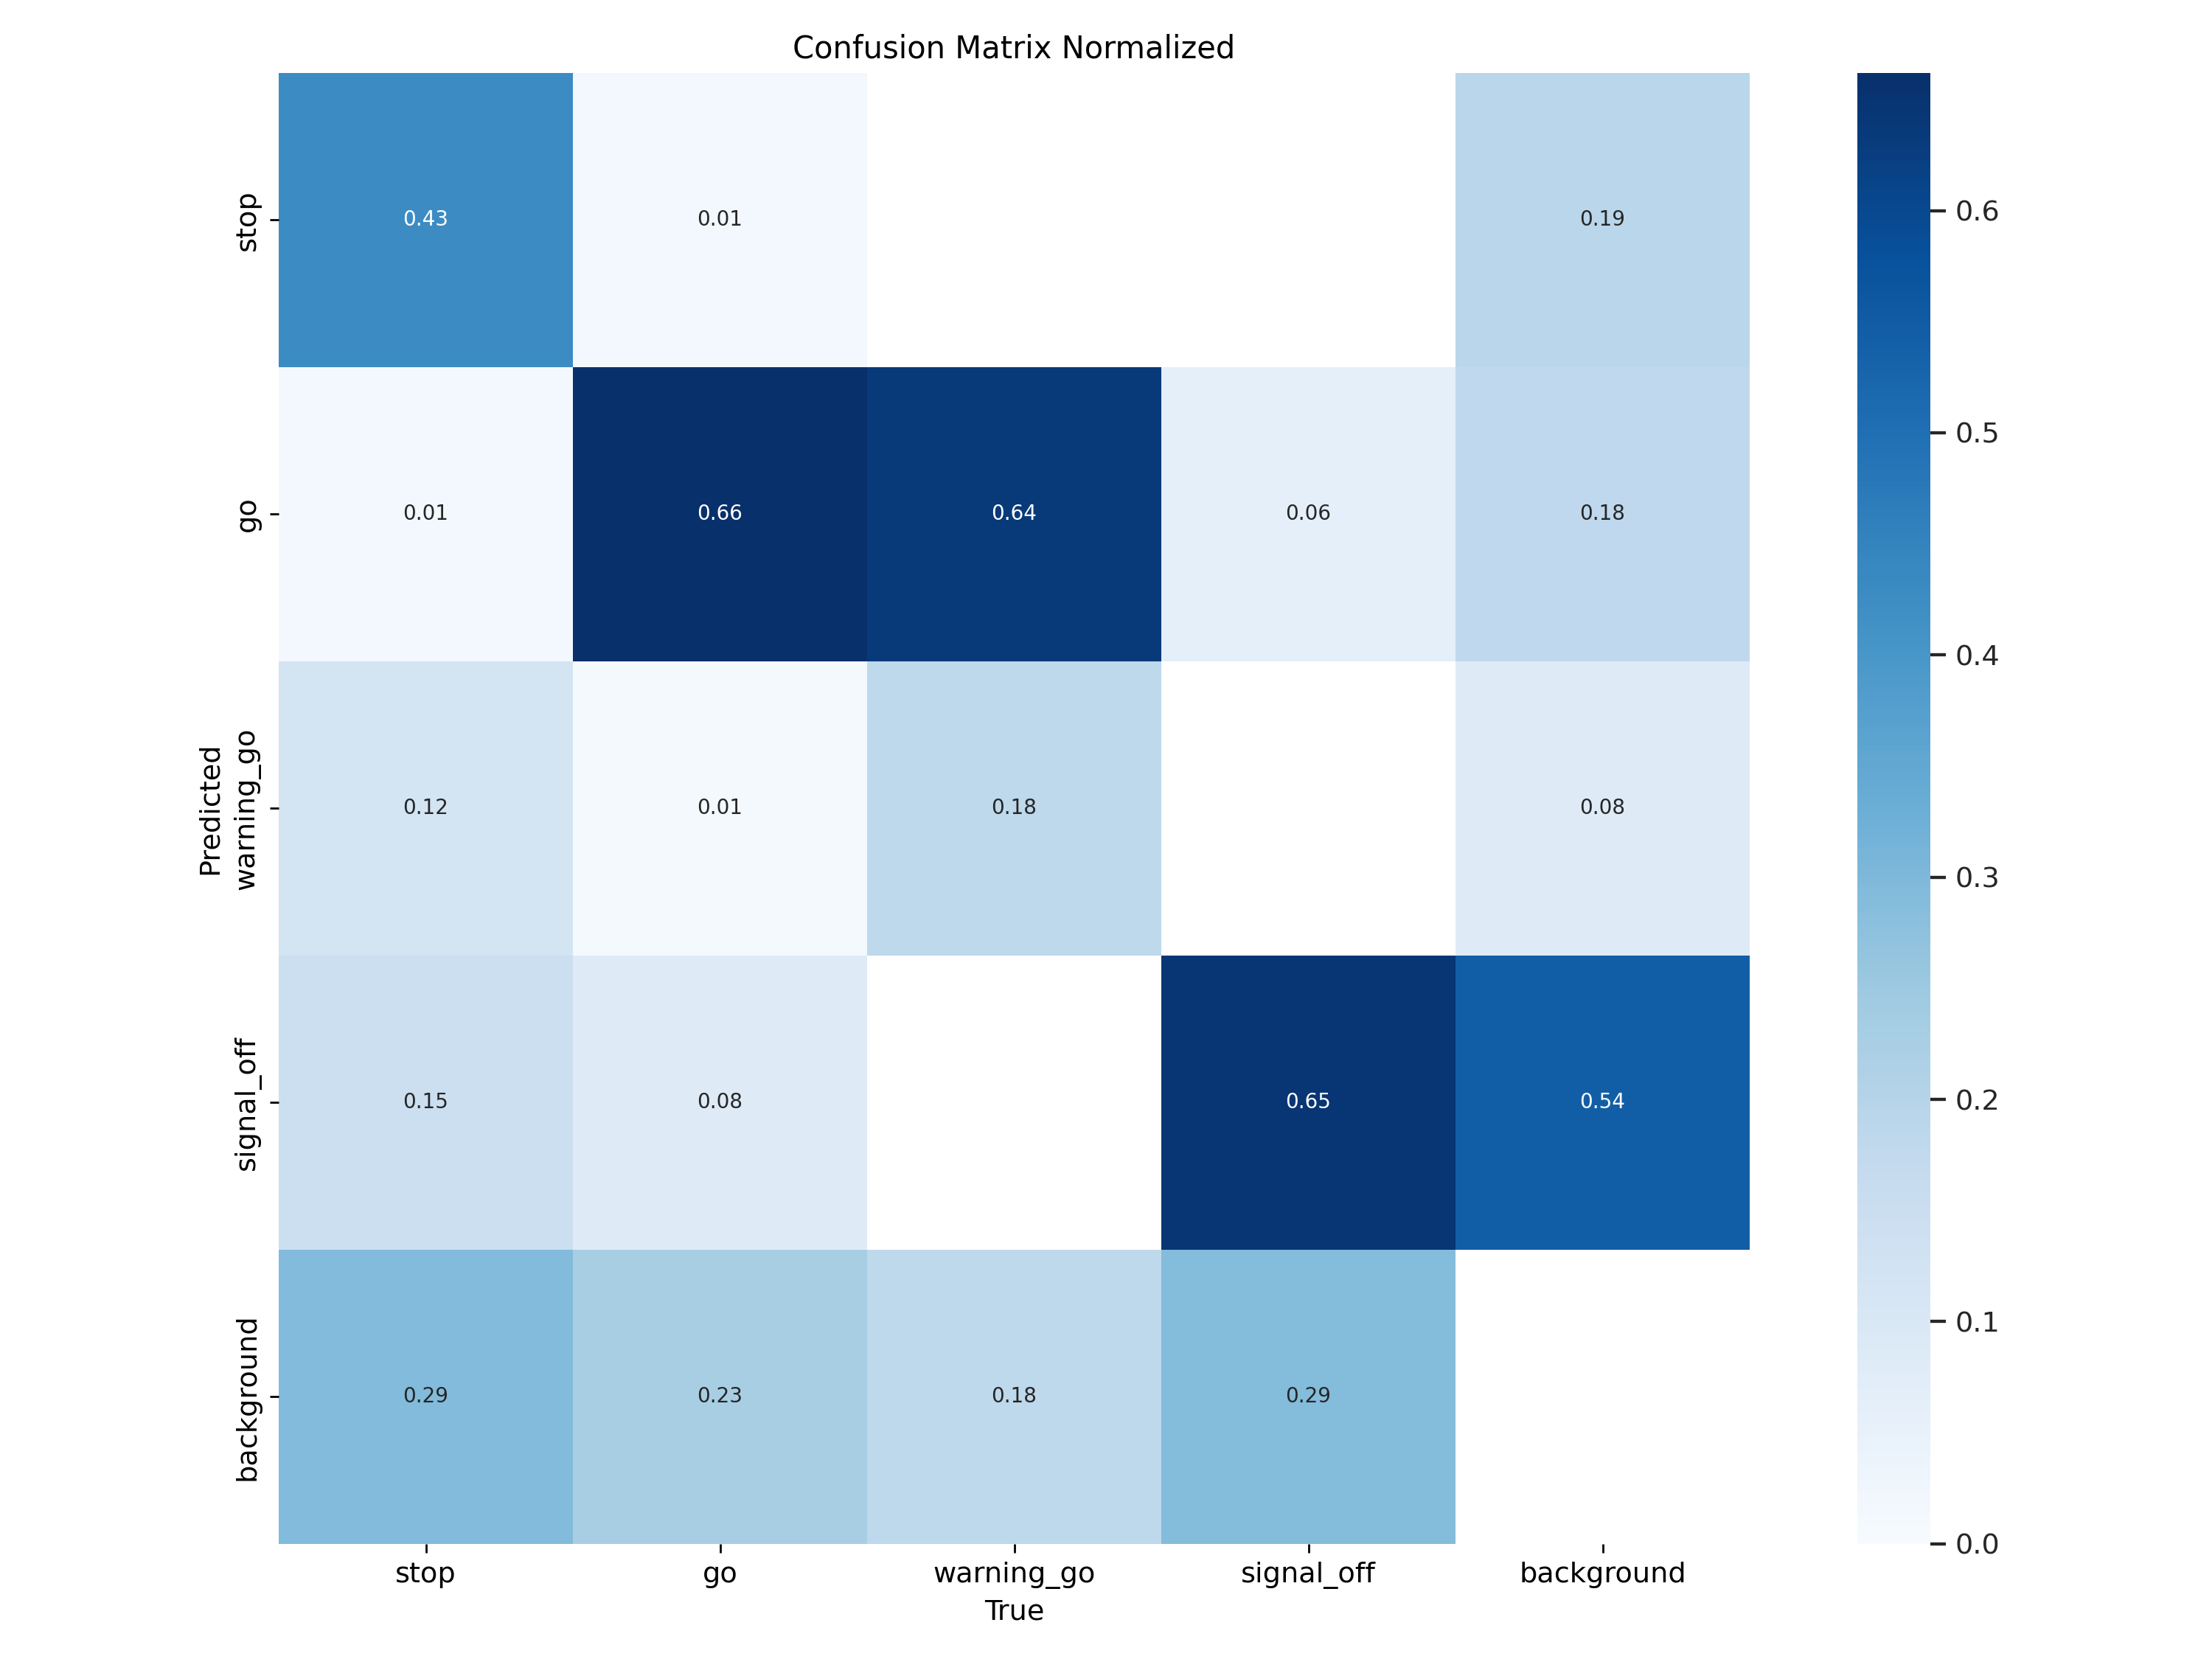 Confusion Matrix Normalized
stop
0.43
0.01
0.19
0.6
0.5
go
0.01
0.66
0.64
0.06
0.18
0.4
Predicted
warning_go
0.12
0.01
0.18
0.08
0.3
signal_off
0.15
0.08
0.65
0.54
0.2
0.1
background
0.29
0.23
0.18
0.29
0.0
stop
go
warning_go
signal_off
background
True